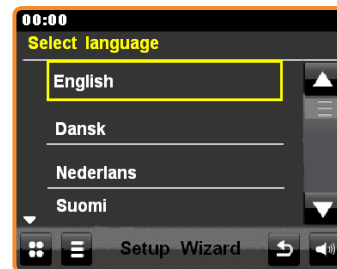 00:00
Select language
English
Dansk
Nederlans
Suomi
Setup Wizard